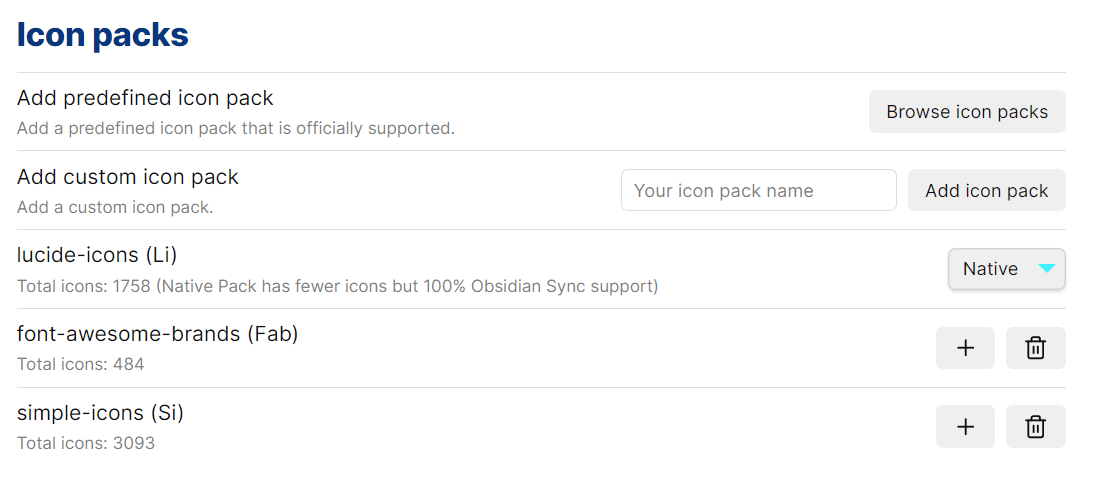 Icon packs
Add predefined icon pack
Add a predefined icon pack that is officially supported.
Browse icon packs
Add custom icon pack
Add a custom icon pack.
Your icon pack name
Add icon pack
lucide-icons (Li)
Total icons: 1758 (Native Pack has fewer icons but 100% Obsidian Sync support)
Native
font-awesome-brands (Fab)
Total icons: 484
simple-icons (Si)
Total icons: 3093